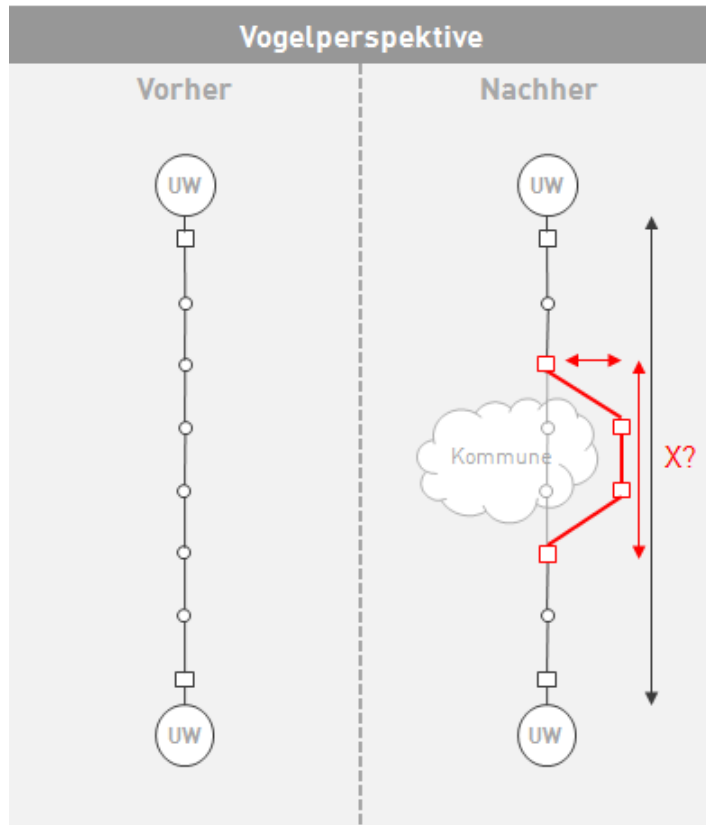 Vogelperspektive
Vorher
Nachher
UW
UW
Kommune
X?
UW
UW